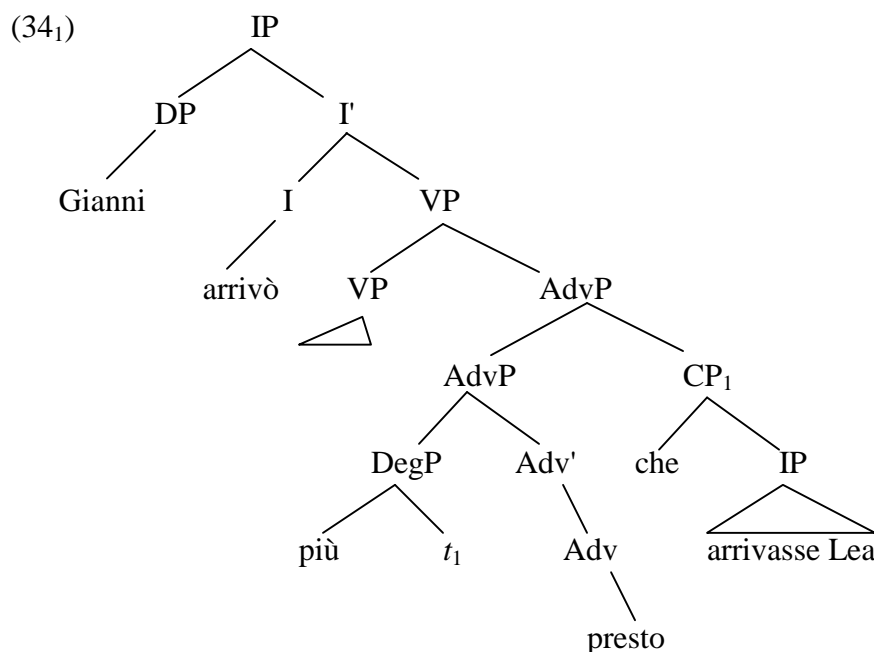 (34₁) IP
DP I'
Gianni I VP
arrivò VP AdvP
AdvP CP₁
DegP Adv' che IP
più t₁ Adv arrivasse Lea
presto